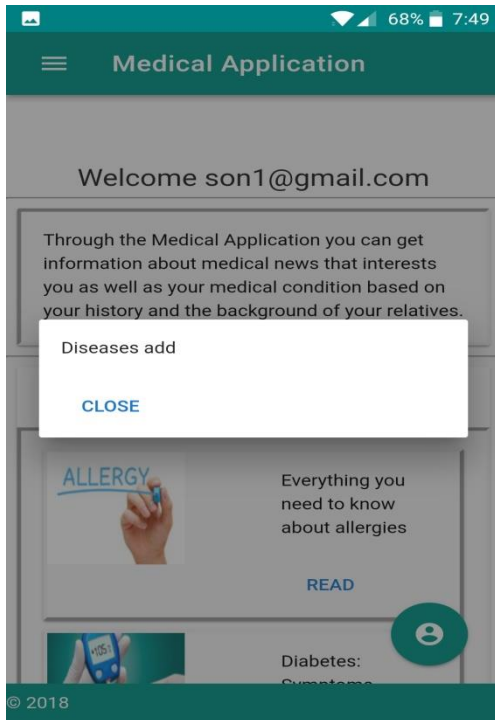 68% 7:49
Medical Application
Welcome son1@gmail.com
Through the Medical Application you can get
information about medical news that interests
you as well as your medical condition based on
your history and the background of your relatives.
Diseases add
CLOSE
ALLERGY
Everything you
need to know
about allergies
READ
105
Diabetes:
Symptoms
© 2018